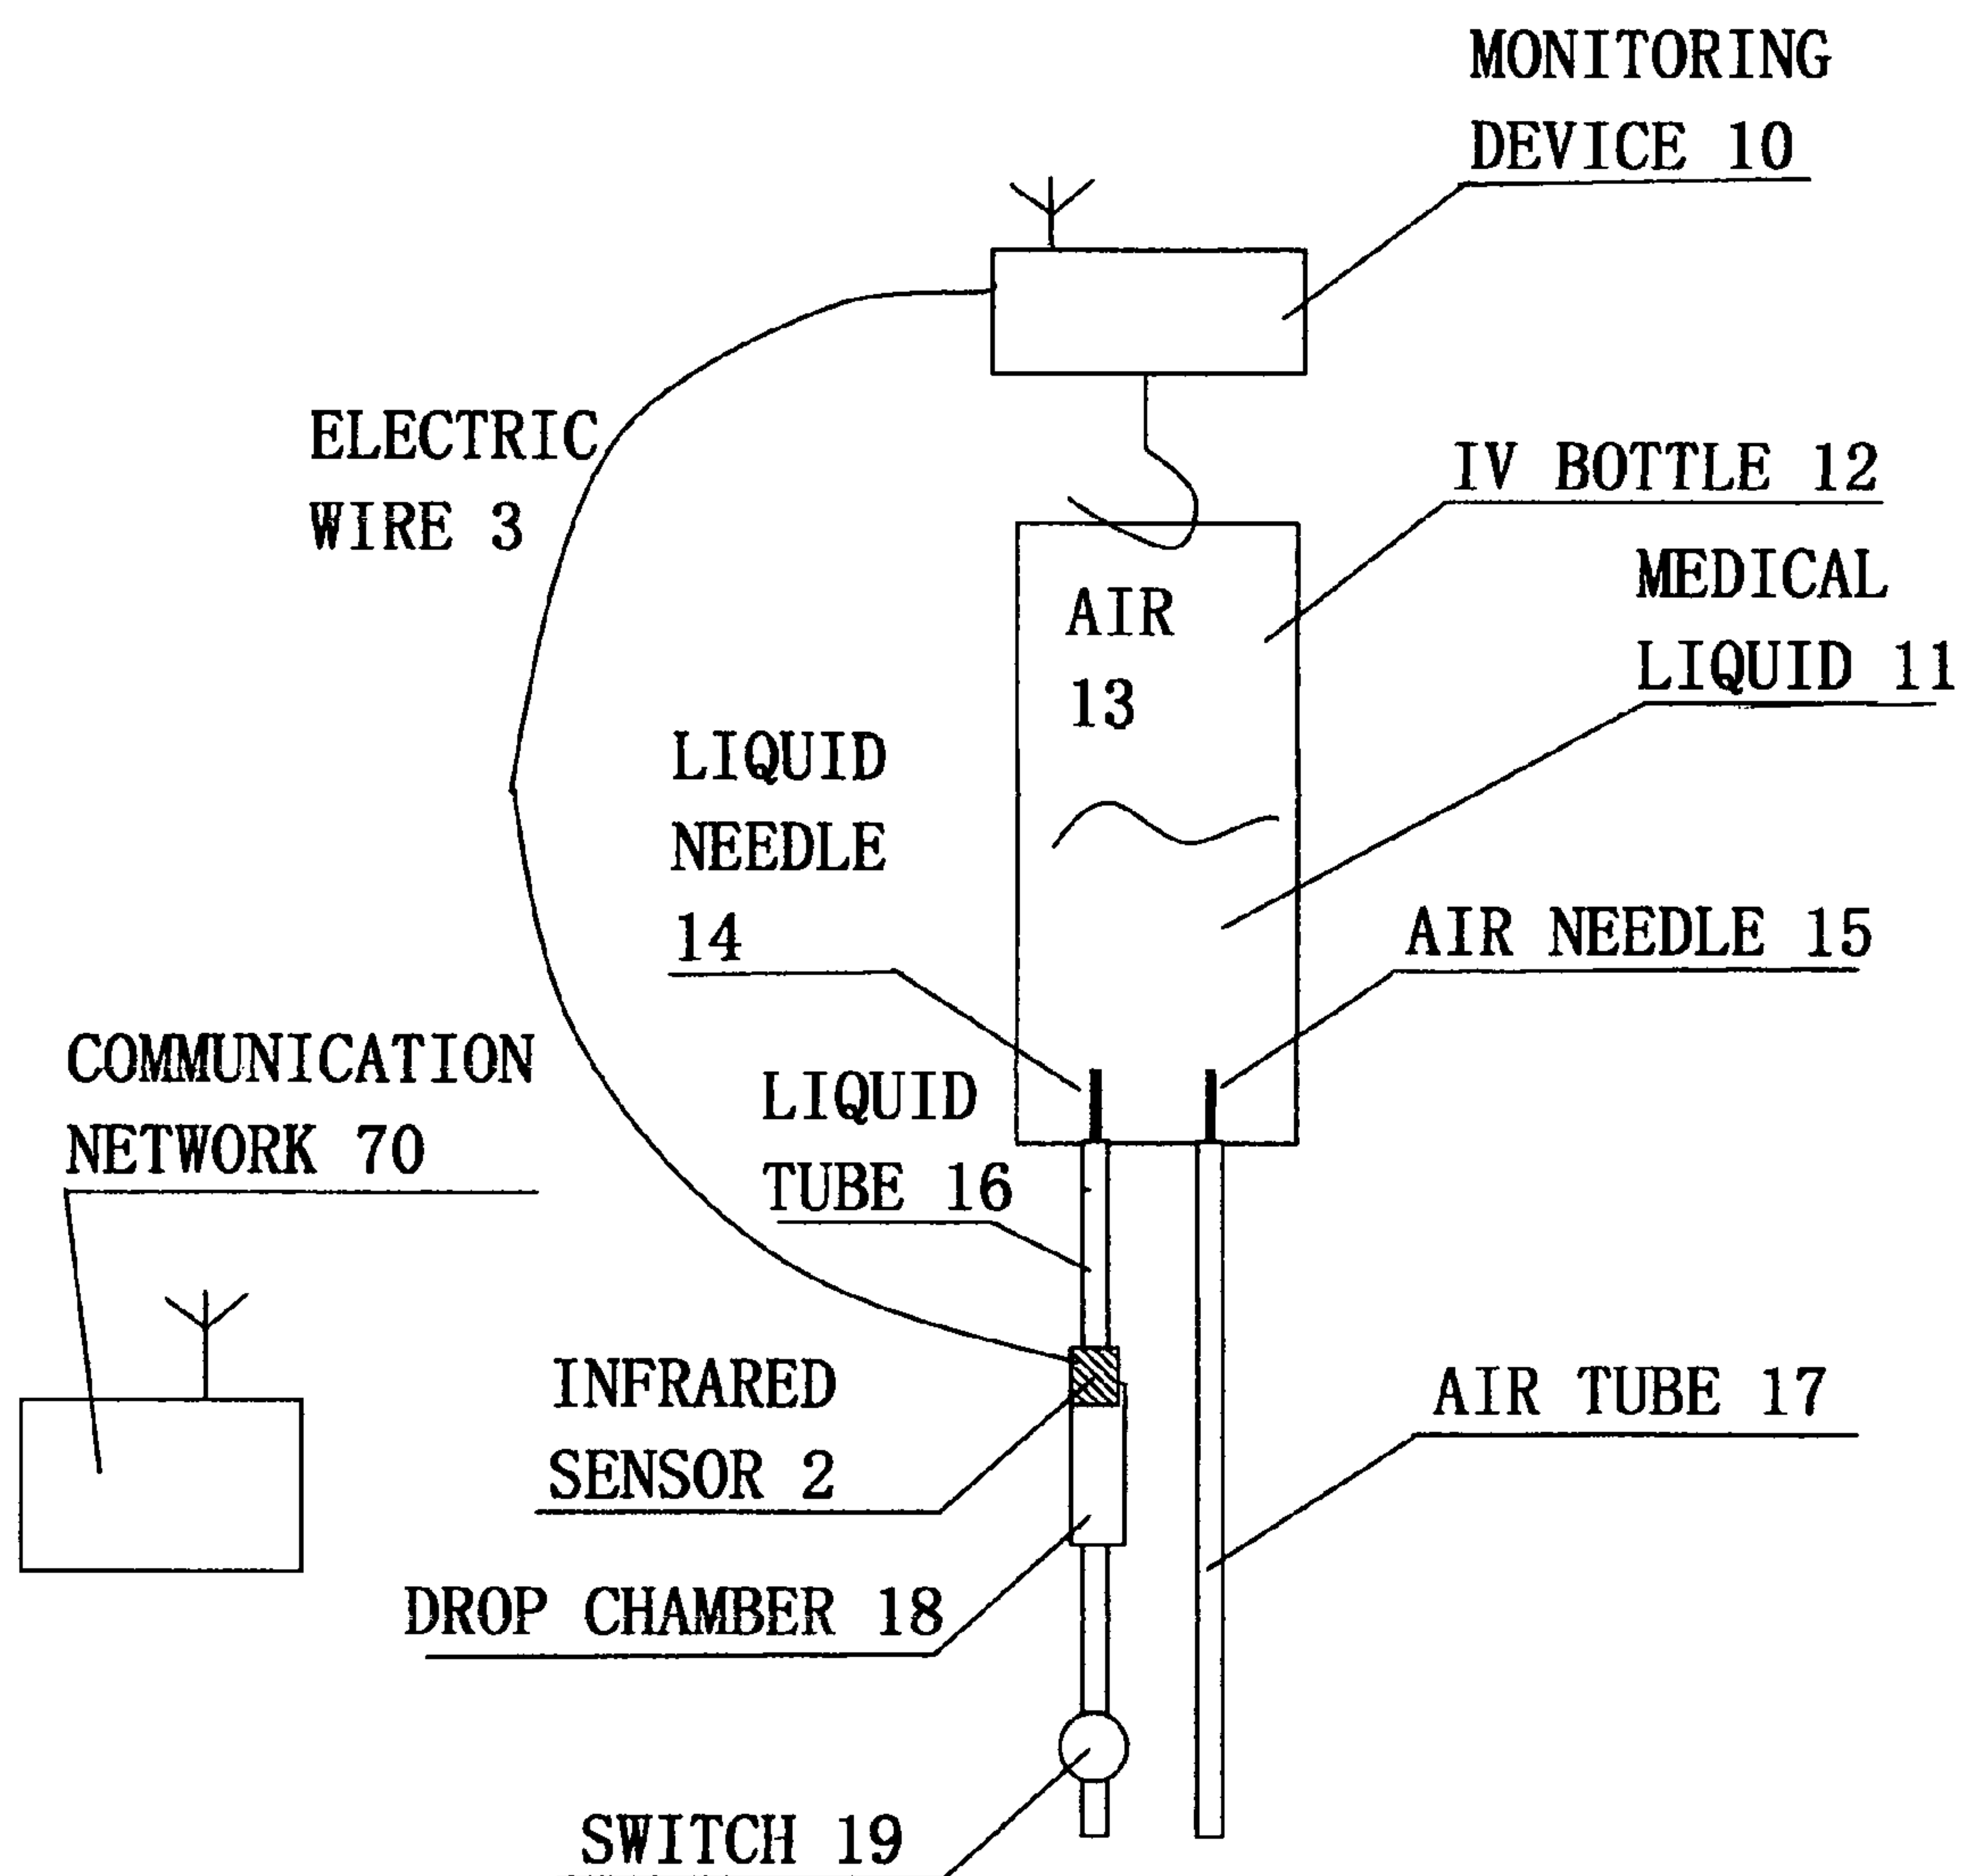 MONITORING
DEVICE 10
ELECTRIC
WIRE 3
IV BOTTLE 12
MEDICAL
LIQUID 11
AIR
13
LIQUID
NEEDLE
14
AIR NEEDLE 15
COMMUNICATION
NETWORK 70
LIQUID
TUBE 16
INFRARED
SENSOR 2
AIR TUBE 17
DROP CHAMBER 18
SWITCH 19